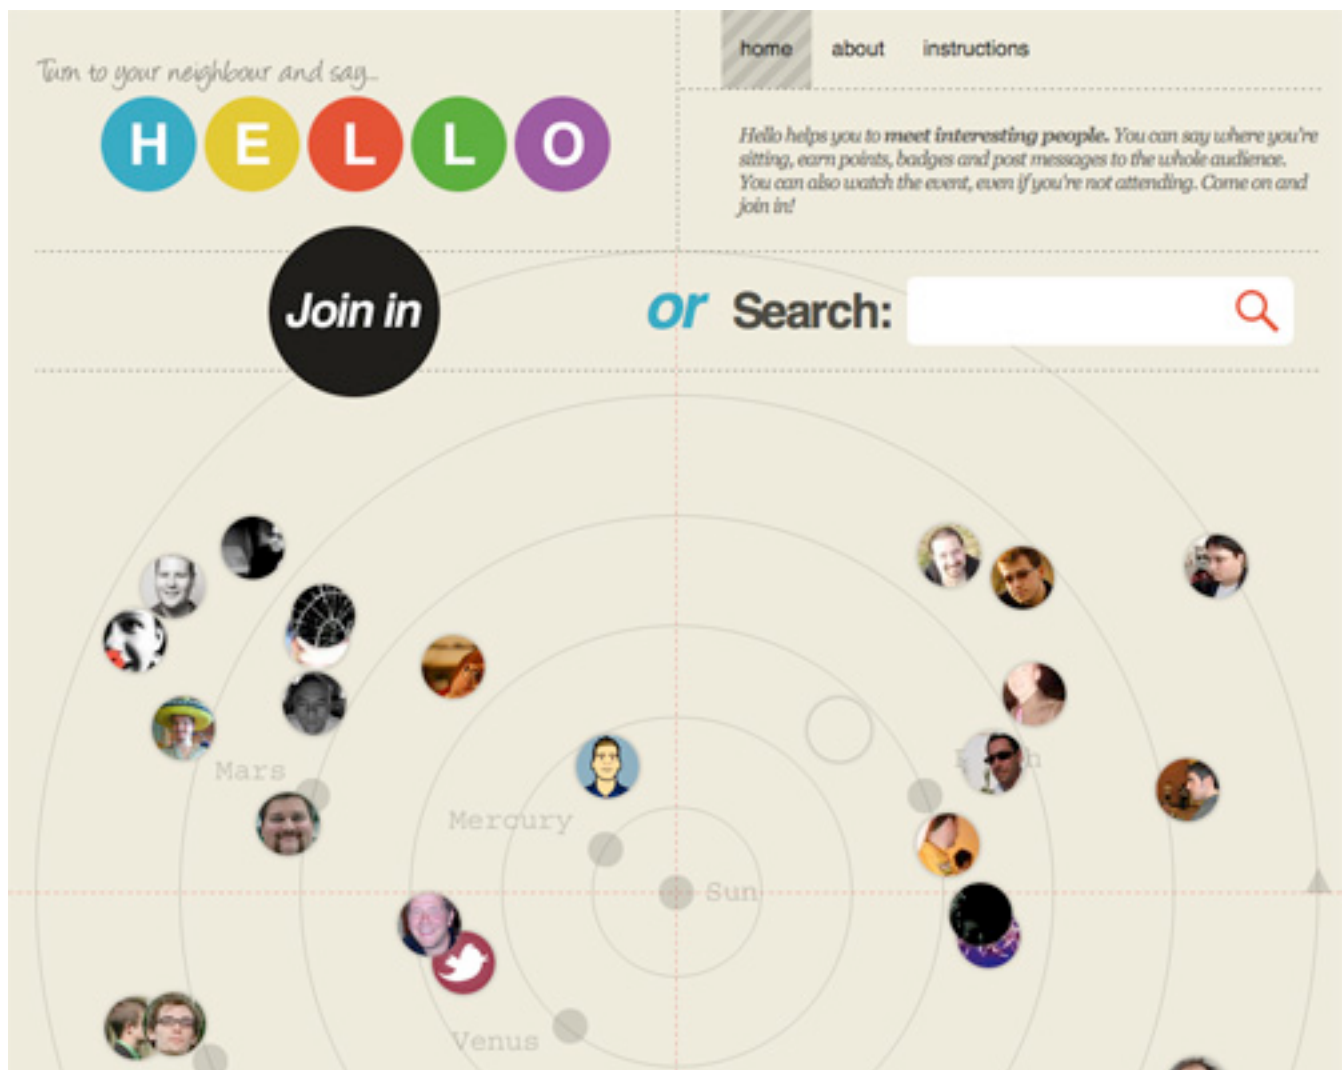 Turn to your neighbour and say...
HELLO
home about instructions
Hello helps you to meet interesting people. You can say where you're
sitting, earn points, badges and post messages to the whole audience.
You can also watch the event, even if you're not attending. Come on and
join in!
Join in
or Search:
Mars
Mercury
Sun
Venus